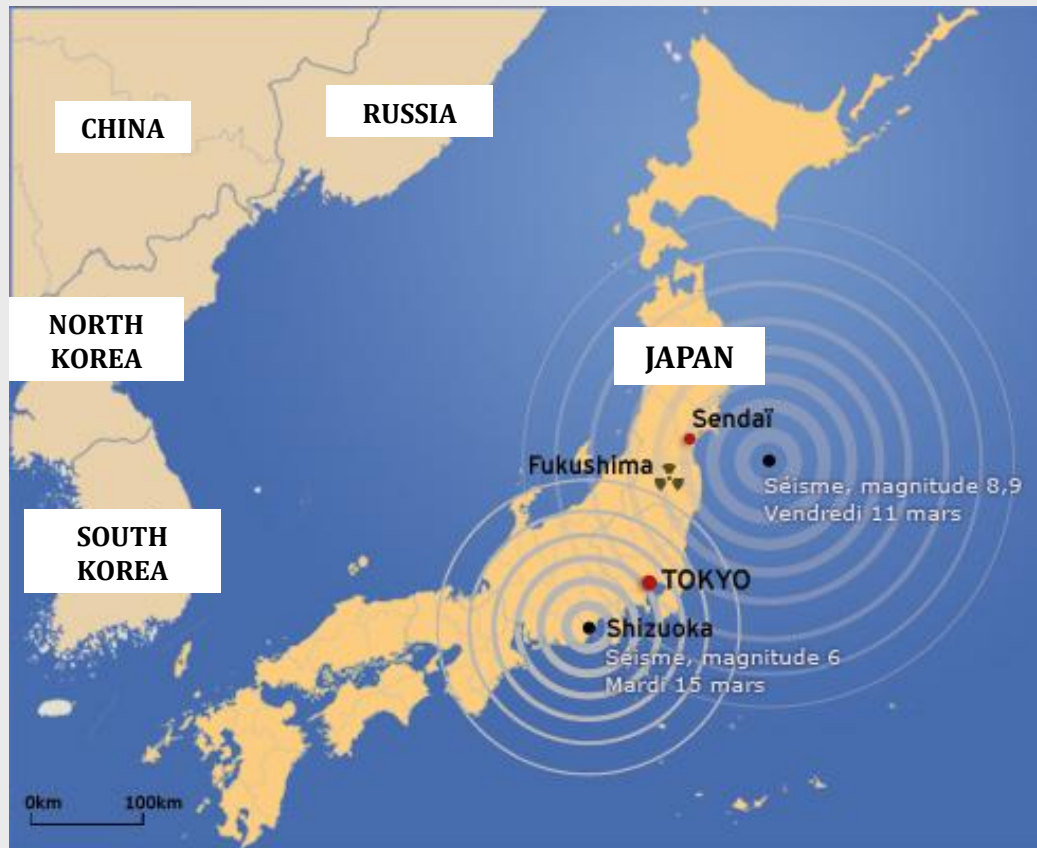 CHINA
RUSSIA
NORTH
KOREA
JAPAN
Sendaï
Fukushima
Séisme, magnitude 8,9
Vendredi 11 mars
SOUTH
KOREA
TOKYO
Shizuoka
Séisme, magnitude 6
Mardi 15 mars
0km 100km